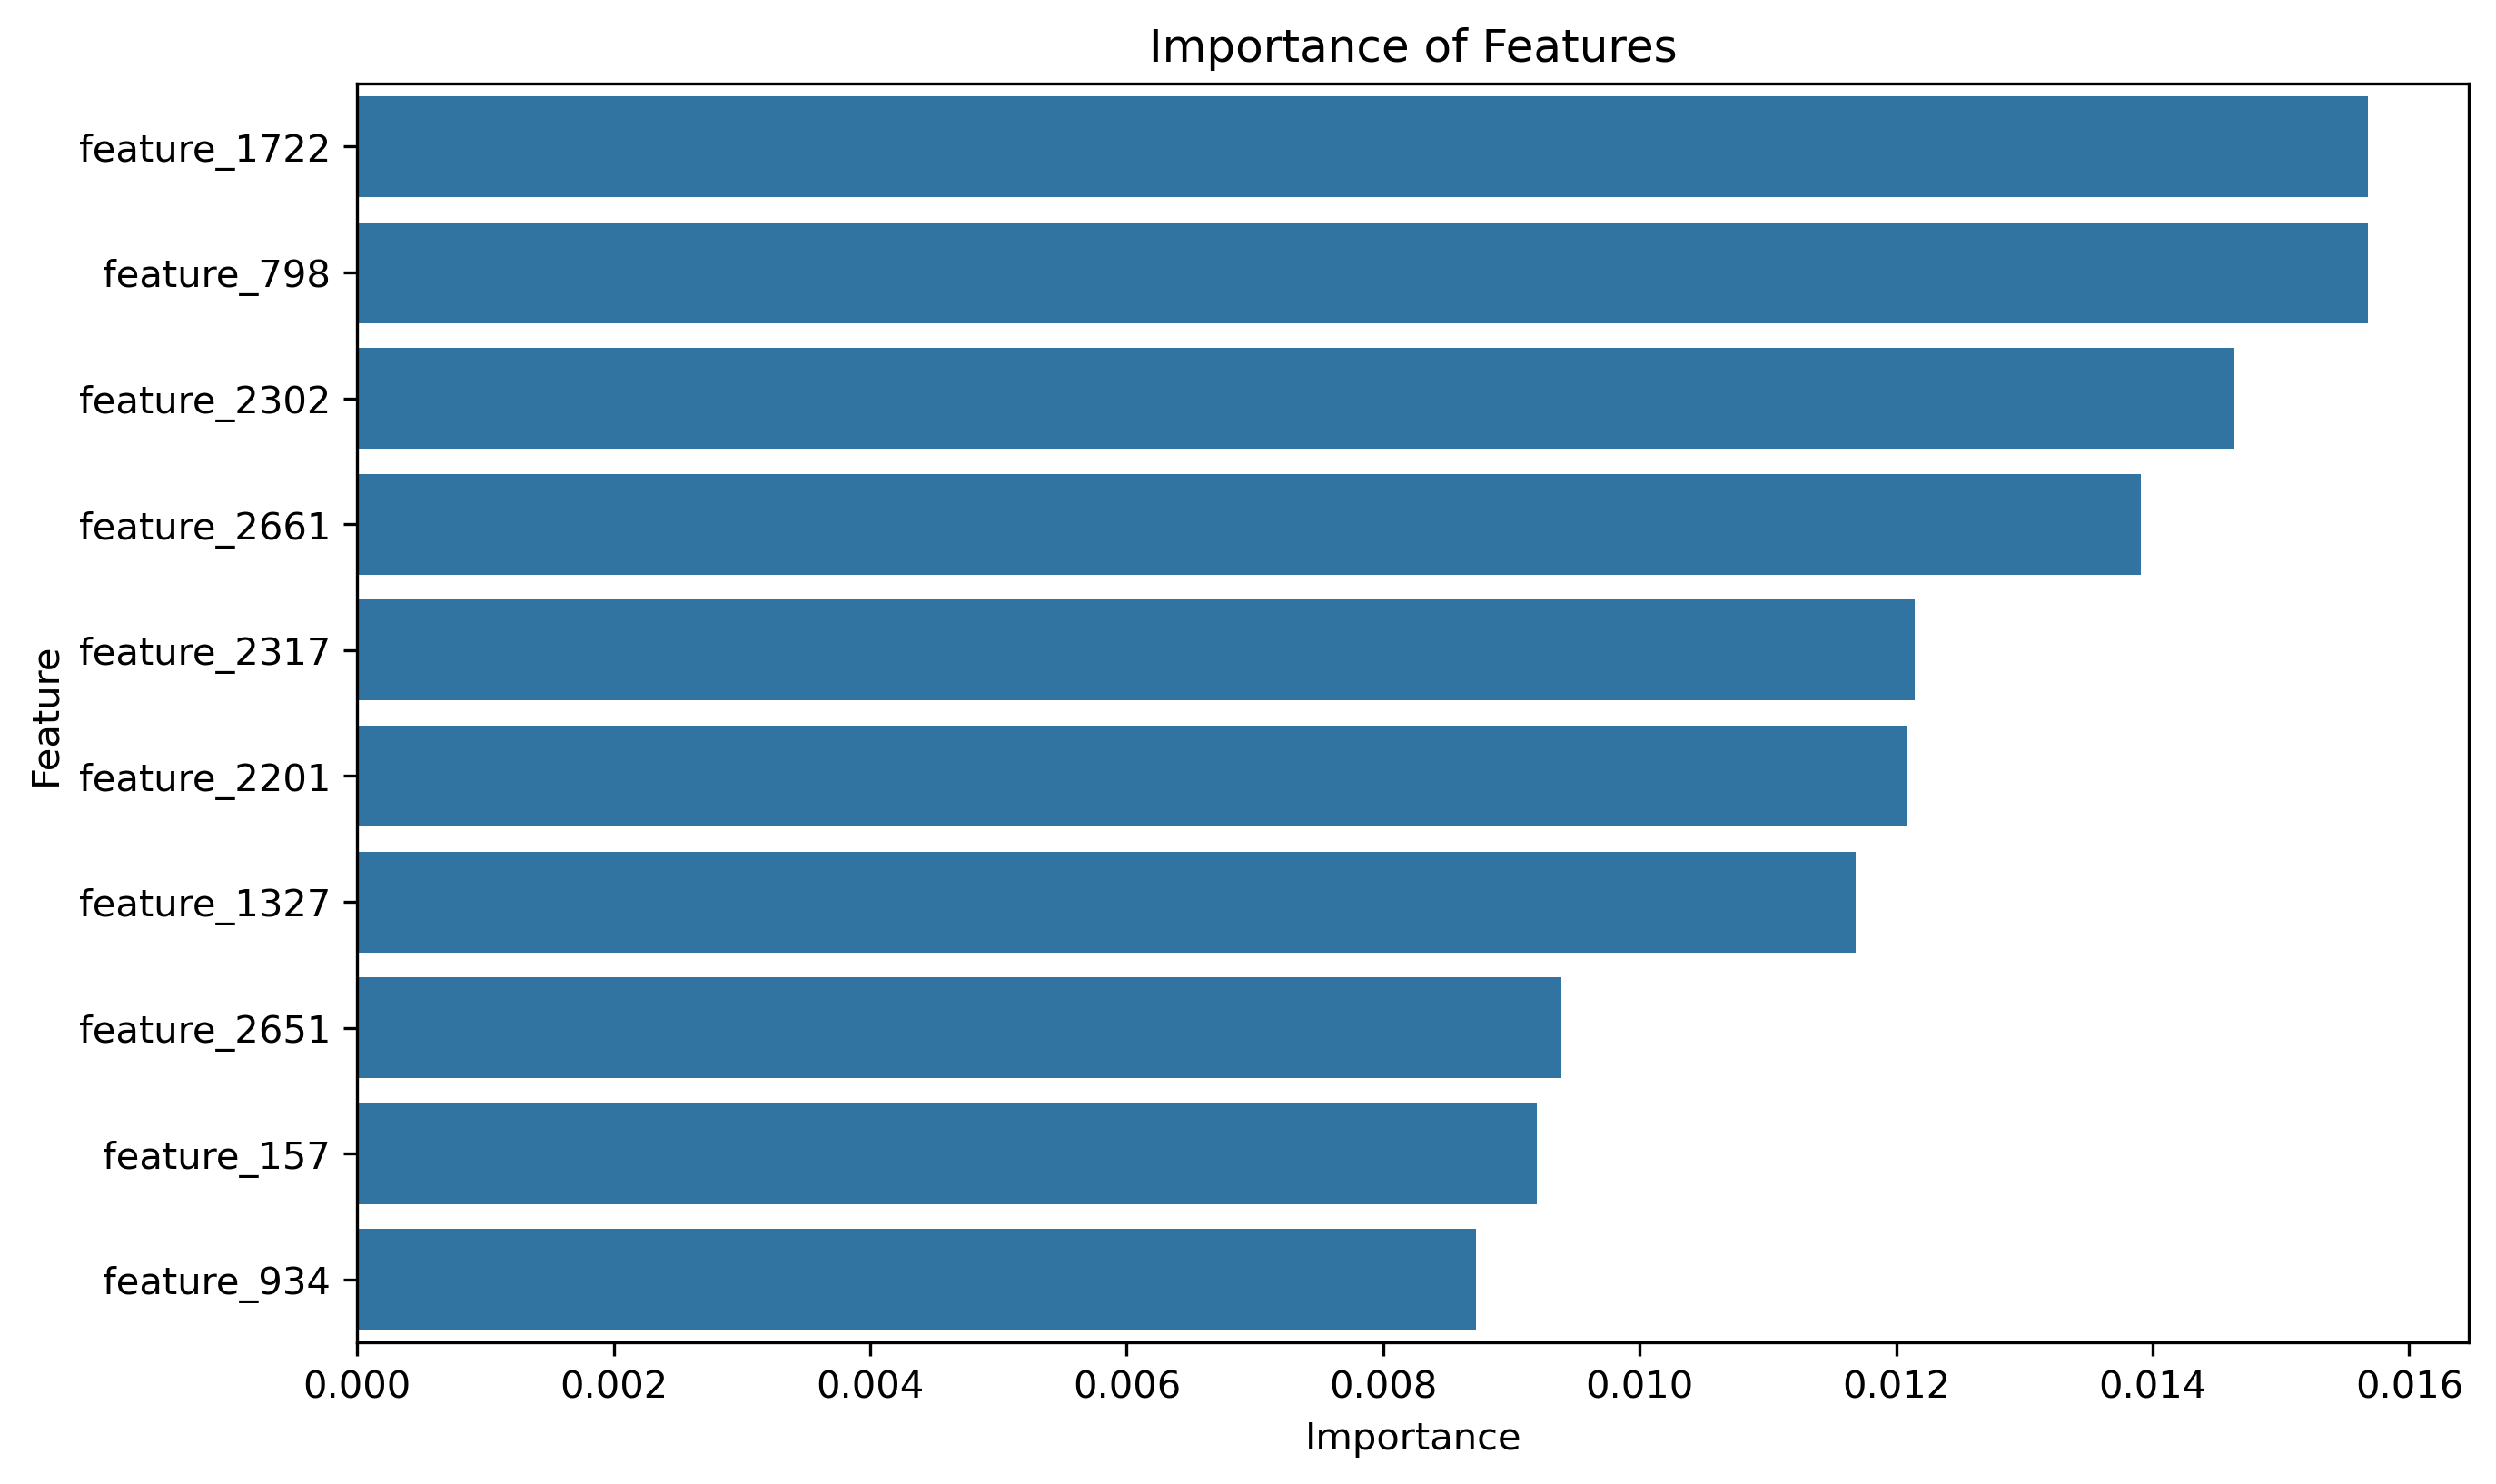 Importance of Features
Feature
feature_1722
feature_798
feature_2302
feature_2661
feature_2317
feature_2201
feature_1327
feature_2651
feature_157
feature_934
0.000 0.002 0.004 0.006 0.008 0.010 0.012 0.014 0.016
Importance